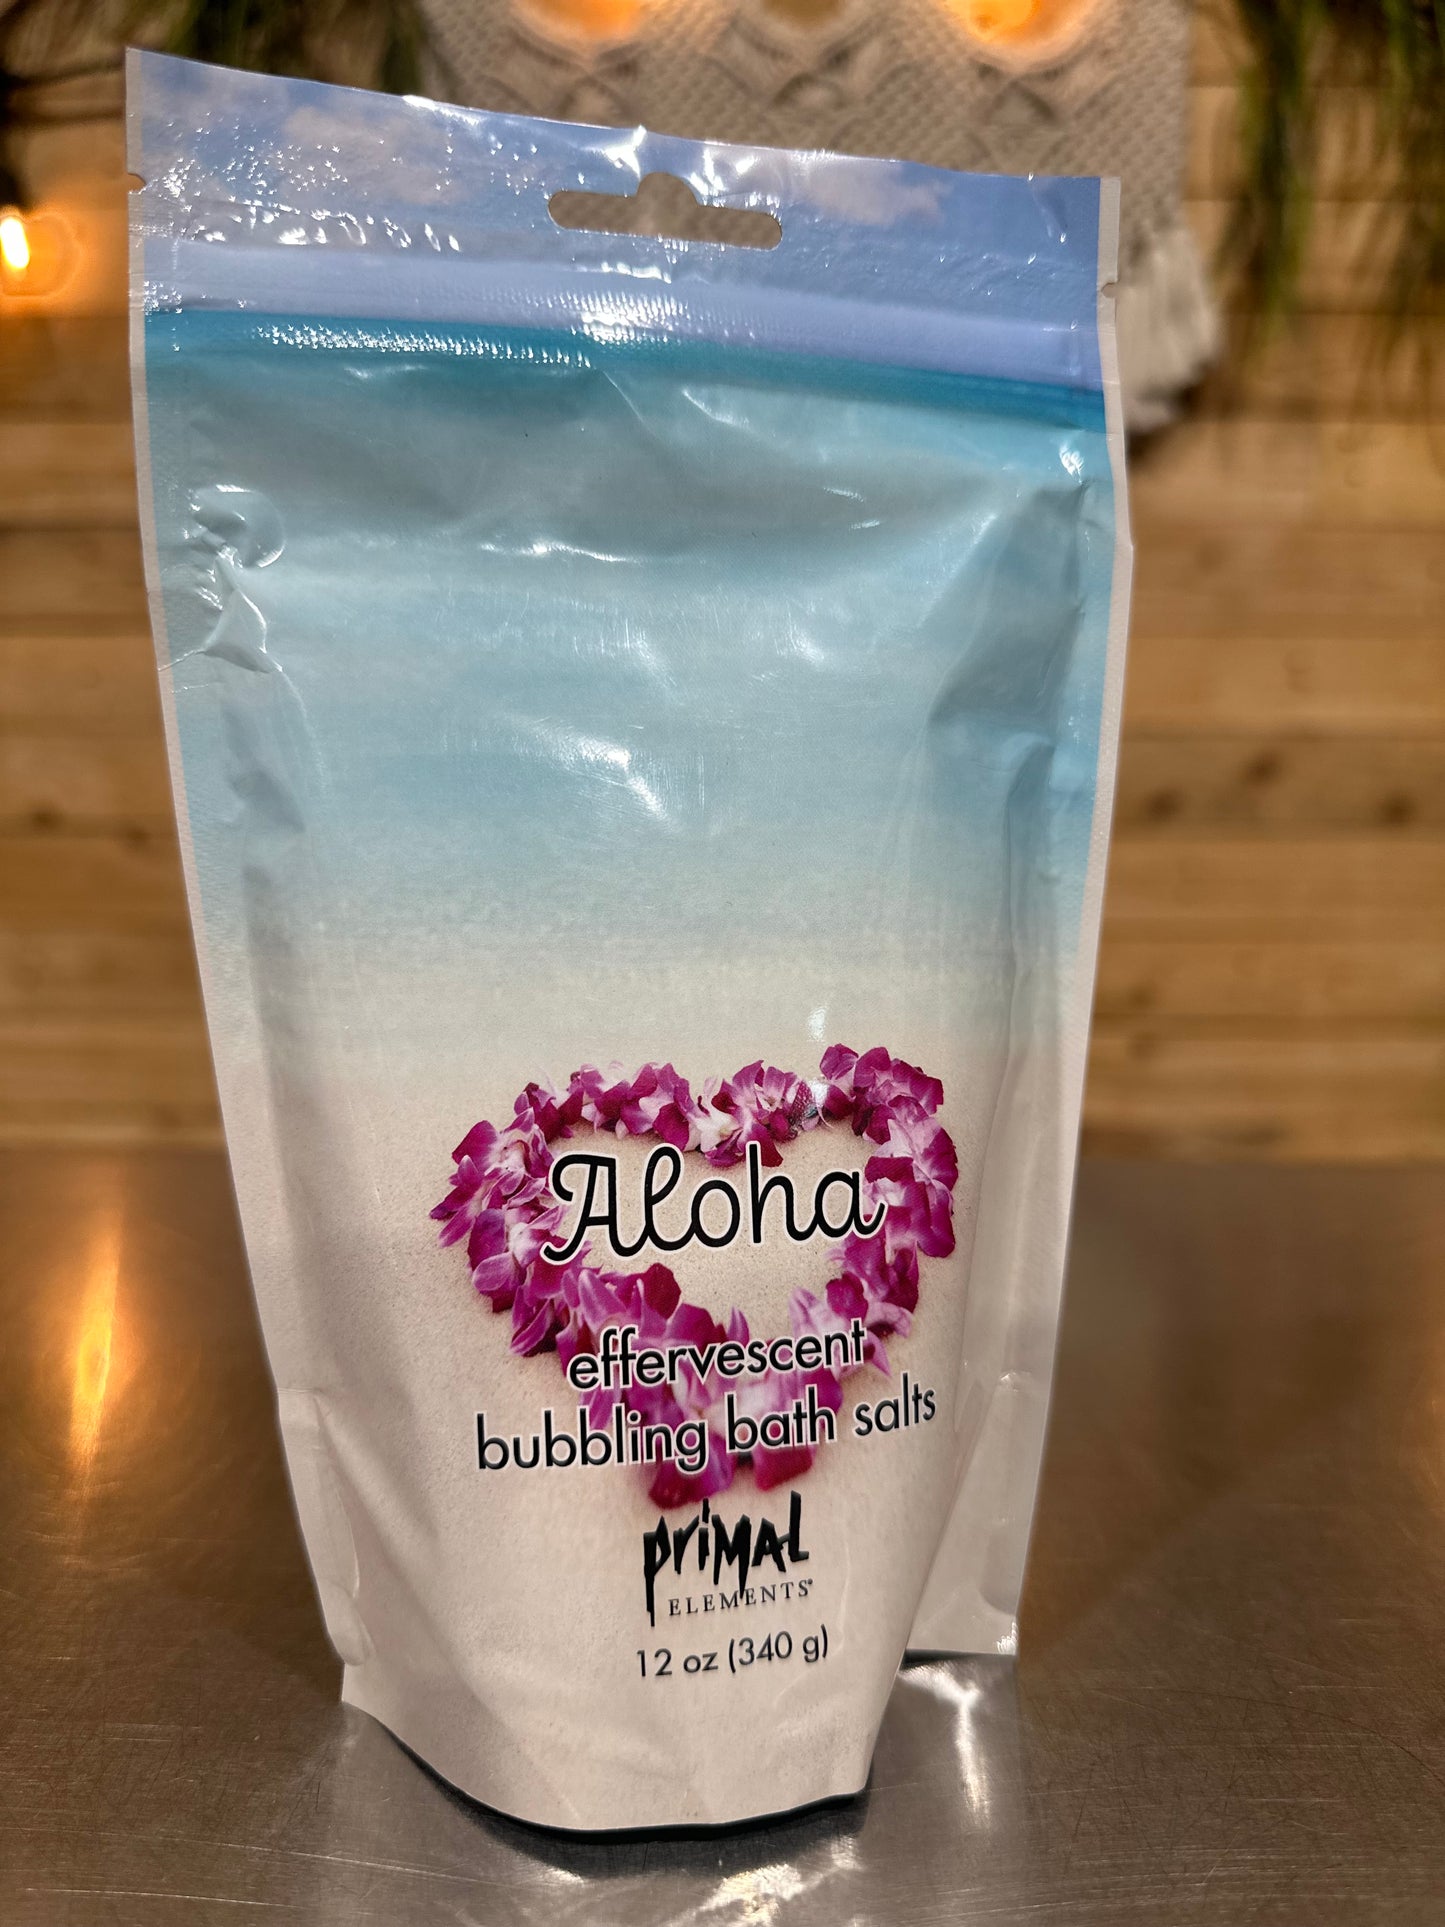 Aloha
effervescent
bubbling bath salts
primal
ELEMENTS®
12 oz (340 g)